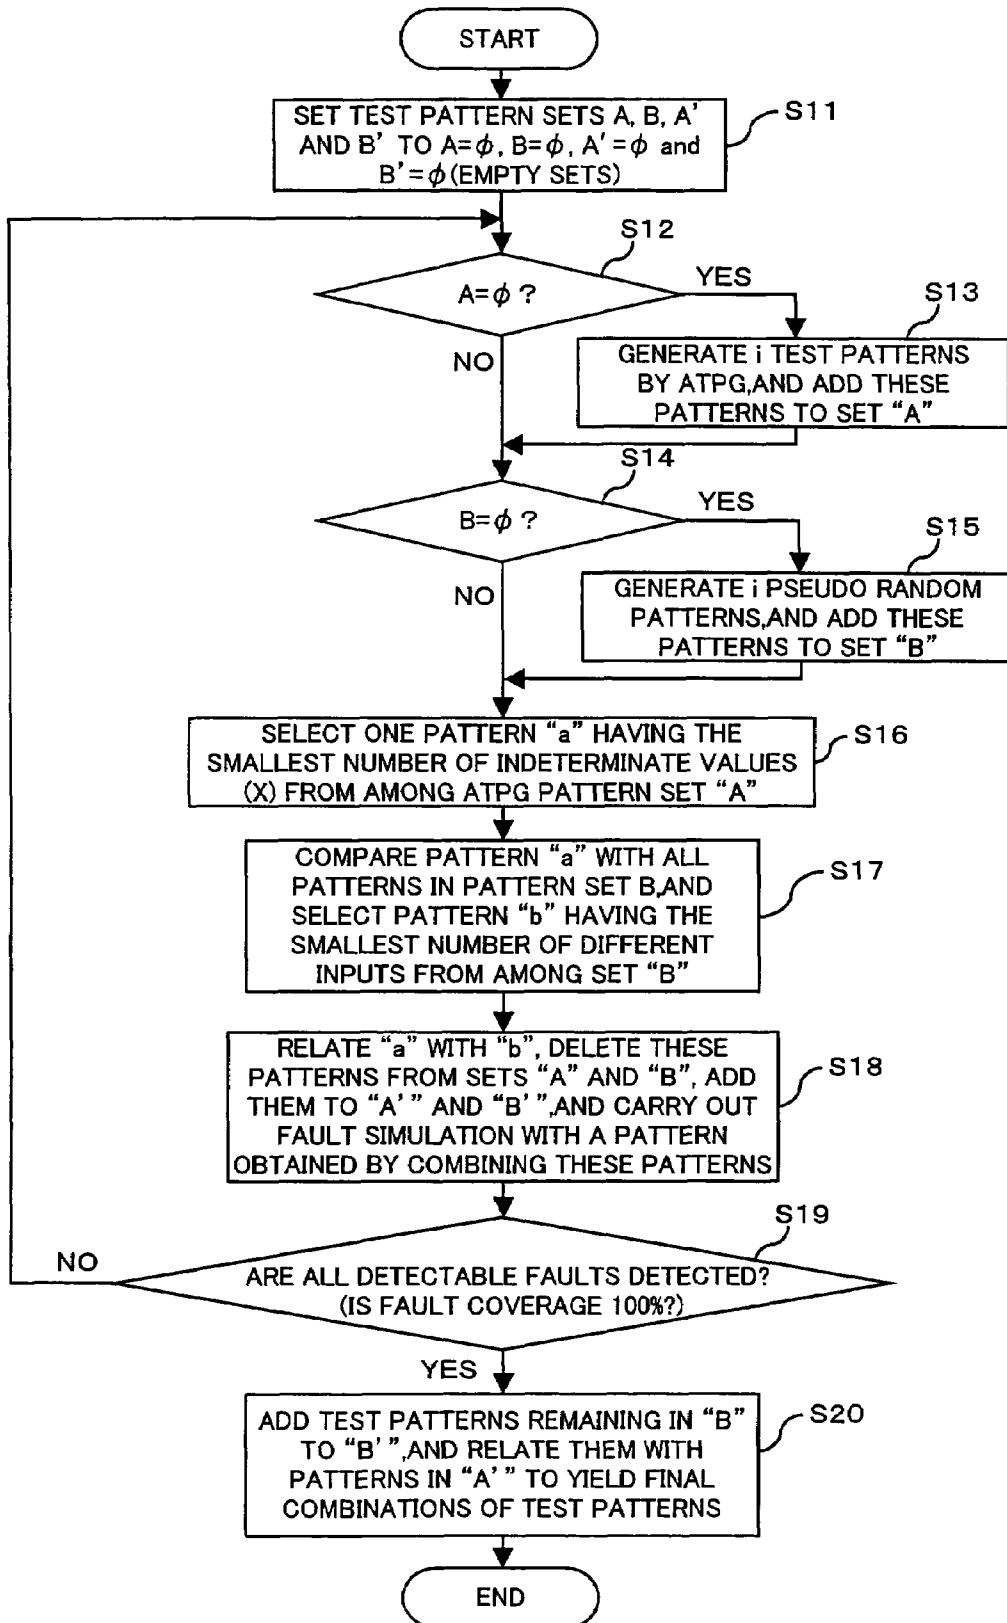 START
SET TEST PATTERN SETS A, B, A'
AND B' TO A=φ, B=φ, A'=φ and
B'=φ(EMPTY SETS)
S11
S12
A=φ?
YES
NO
S13
GENERATE i TEST PATTERNS
BY ATPG,AND ADD THESE
PATTERNS TO SET “A”
S14
B=φ?
YES
NO
S15
GENERATE i PSEUDO RANDOM
PATTERNS,AND ADD THESE
PATTERNS TO SET “B”
SELECT ONE PATTERN “a” HAVING THE
SMALLEST NUMBER OF INDETERMINATE VALUES
(X) FROM AMONG ATPG PATTERN SET “A”
S16
COMPARE PATTERN “a” WITH ALL
PATTERNS IN PATTERN SET B,AND
SELECT PATTERN “b” HAVING THE
SMALLEST NUMBER OF DIFFERENT
INPUTS FROM AMONG SET “B”
S17
RELATE “a” WITH “b”, DELETE THESE
PATTERNS FROM SETS “A” AND “B”, ADD
THEM TO “A'” AND “B'”,AND CARRY OUT
FAULT SIMULATION WITH A PATTERN
OBTAINED BY COMBINING THESE PATTERNS
S18
S19
NO
ARE ALL DETECTABLE FAULTS DETECTED?
(IS FAULT COVERAGE 100%?)
YES
ADD TEST PATTERNS REMAINING IN “B”
TO “B'”,AND RELATE THEM WITH
PATTERNS IN “A'” TO YIELD FINAL
COMBINATIONS OF TEST PATTERNS
S20
END